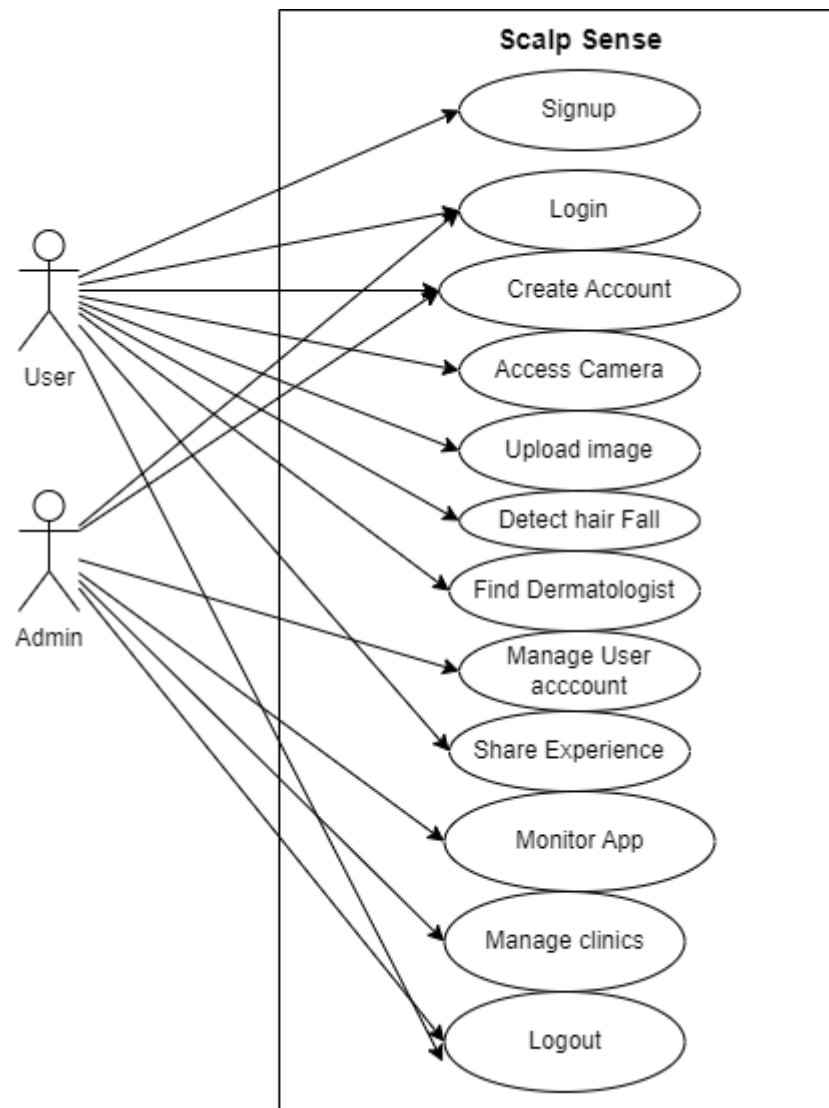 Scalp Sense
Signup
Login
Create Account
User
Access Camera
Upload image
Detect hair Fall
Find Dermatologist
Admin
Manage User
acccount
Share Experience
Monitor App
Manage clinics
Logout